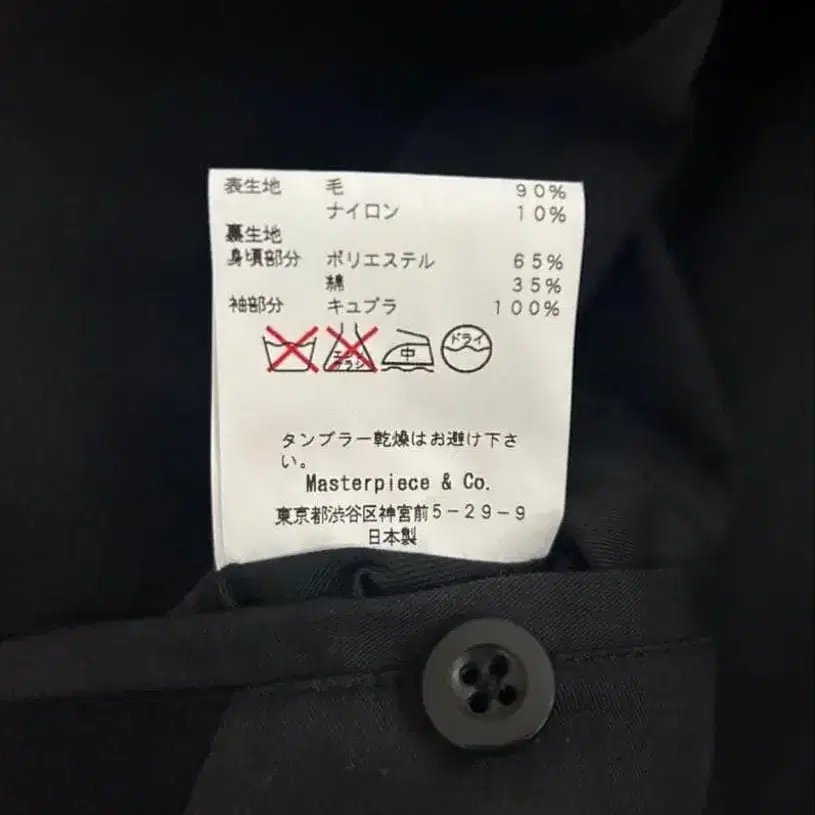 表生地 毛 90%
ナイロン 10%
裏生地
身頃部分 ポリエステル 65%
綿 35%
袖部分 キュプラ 100%
中 ドライ
タンブラー乾燥はお避け下さ
い。
Masterpiece & Co.
東京都渋谷区神宮前5-29-9
日本製